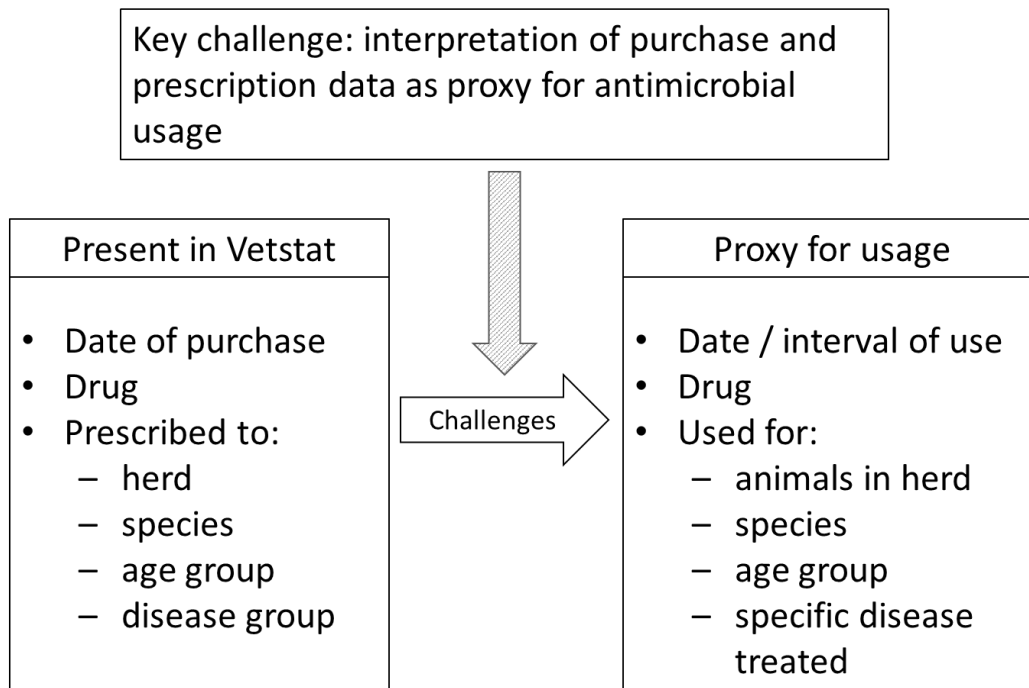 Key challenge: interpretation of purchase and
prescription data as proxy for antimicrobial
usage
Present in Vetstat
• Date of purchase
• Drug
• Prescribed to:
– herd
– species
– age group
– disease group
Challenges
Proxy for usage
• Date / interval of use
• Drug
• Used for:
– animals in herd
– species
– age group
– specific disease
treated